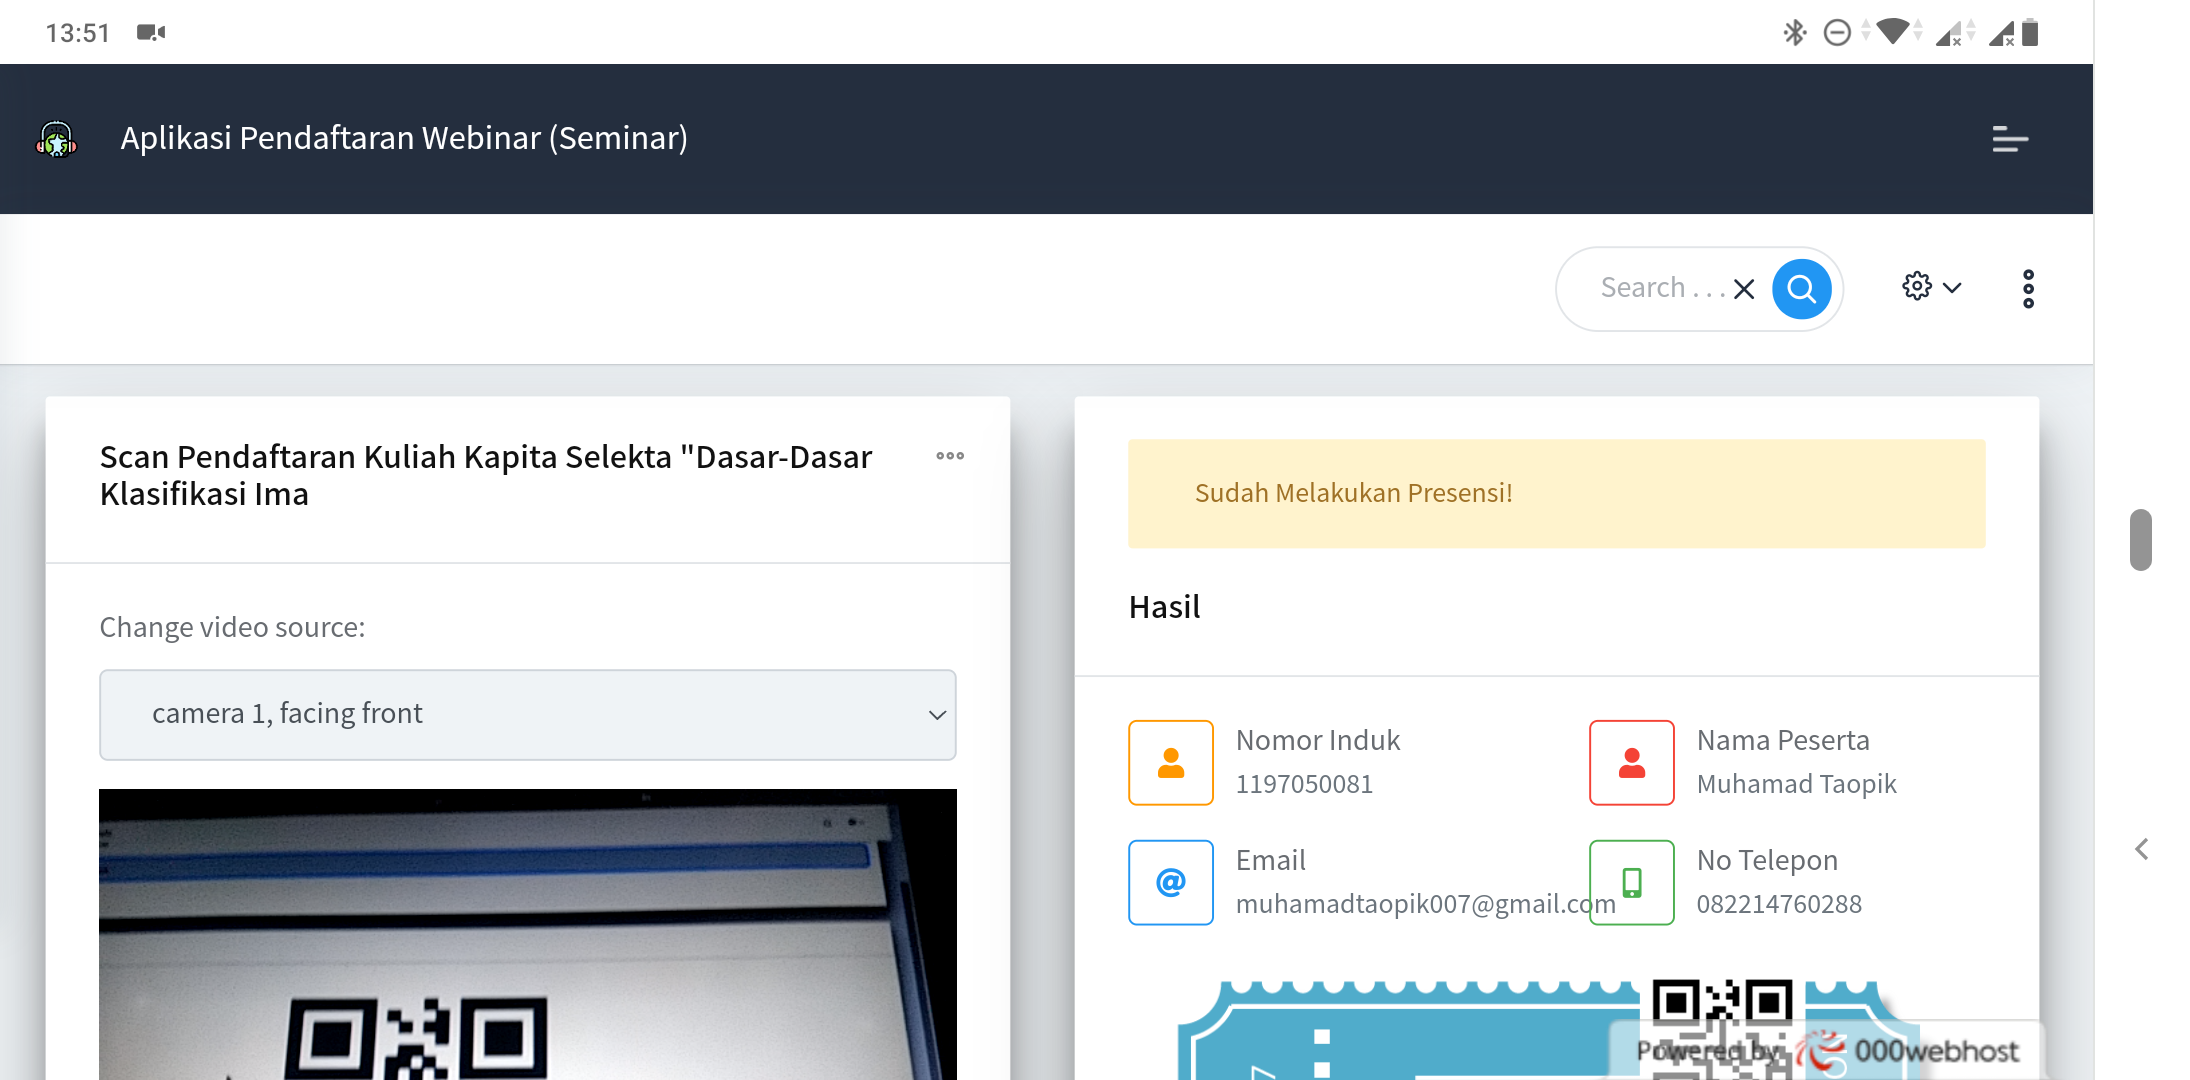 13:51
Aplikasi Pendaftaran Webinar (Seminar)
Search . . .
Scan Pendaftaran Kuliah Kapita Selekta "Dasar-Dasar
Klasifikasi Ima
Change video source:
camera 1, facing front
Sudah Melakukan Presensi!
Hasil
Nomor Induk
1197050081
Nama Peserta
Muhamad Taopik
Email
muhamadtaopik007@gmail.com
No Telepon
082214760288
Powered by 000webhost